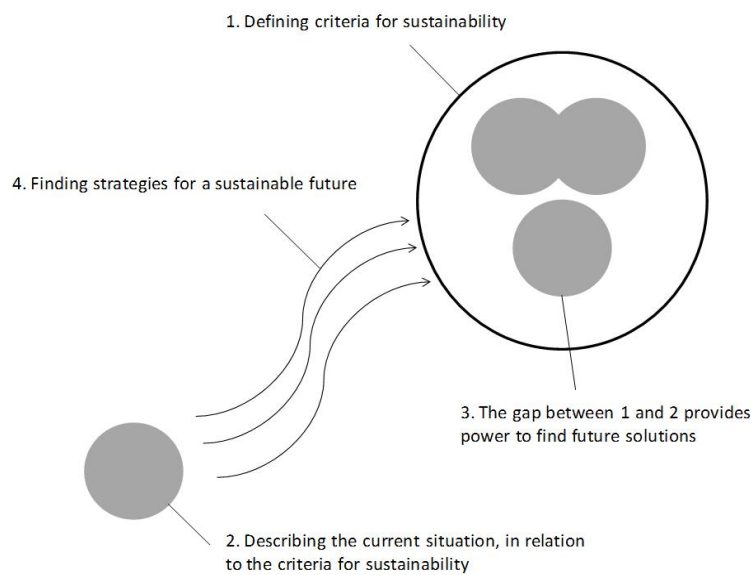 1. Defining criteria for sustainability
4. Finding strategies for a sustainable future
3. The gap between 1 and 2 provides
power to find future solutions
2. Describing the current situation, in relation
to the criteria for sustainability